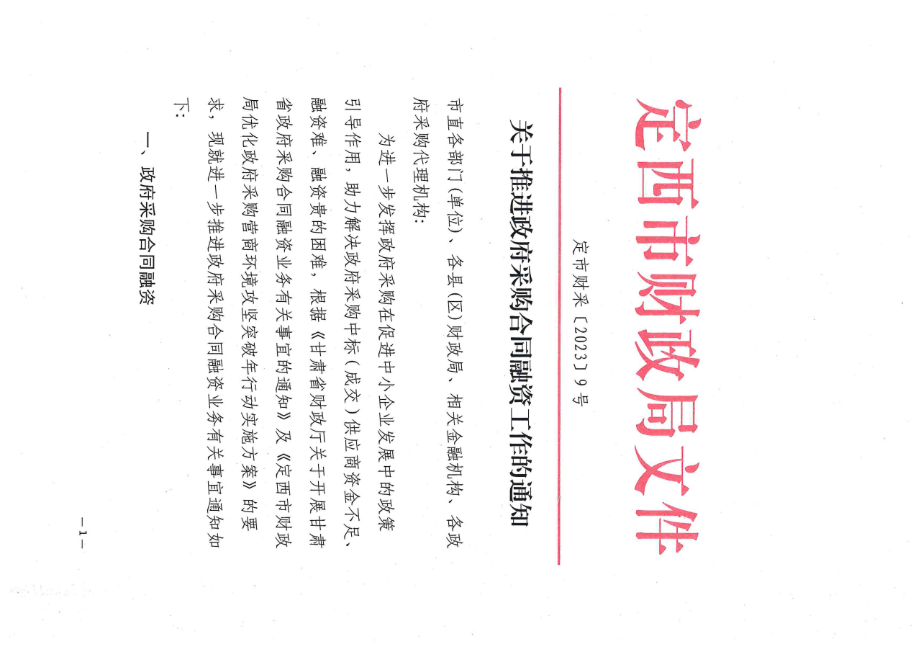 定西市财政局文件
定市财采〔2023〕9号
关于推进政府采购合同融资工作的通知
市直各部门(单位)、各县(区)财政局、相关金融机构、各政
府采购代理机构:
为进一步发挥政府采购在促进中小企业发展中的政策
引导作用，助力解决政府采购中标(成交)供应商资金不足、
融资难、融资贵的困难，根据《甘肃省财政厅关于开展甘肃
省政府采购合同融资业务有关事宜的通知》及《定西市财政
局优化政府采购营商环境攻坚突破年行动实施方案》的要
求，现就进一步推进政府采购合同融资业务有关事宜通知如
下:
一、政府采购合同融资
－1－